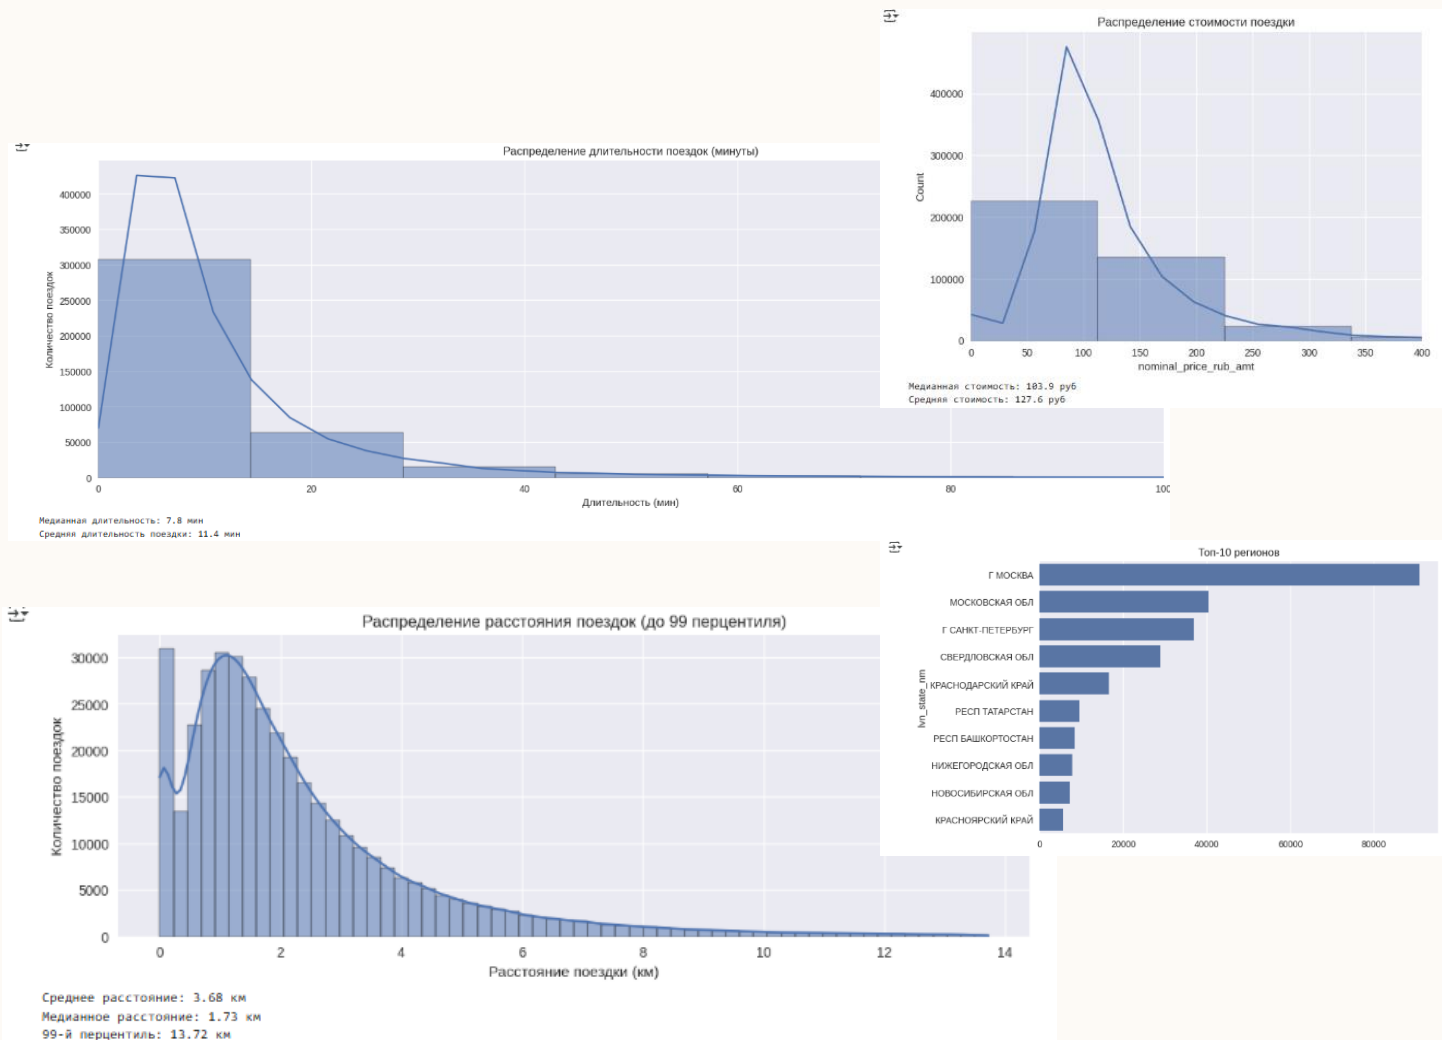 Распределение стоимости поездки
400000
300000
200000
100000
0
Count
0 50 100 150 200 250 300 350 400
nominal_price_rub_amt
Медианная стоимость: 103.9 руб
Средняя стоимость: 127.6 руб
Распределение длительности поездок (минуты)
400000
350000
300000
250000
200000
150000
100000
50000
0
Количество поездок
0 20 40 60 80 100
Длительность (мин)
Медианная длительность: 7.8 мин
Средняя длительность поездки: 11.4 мин
Топ-10 регионов
Г МОСКВА
МОСКОВСКАЯ ОБЛ
Г САНКТ-ПЕТЕРБУРГ
СВЕРДЛОВСКАЯ ОБЛ
КРАСНОДАРСКИЙ КРАЙ
РЕСП ТАТАРСТАН
РЕСП БАШКОРТОСТАН
НИЖЕГОРОДСКАЯ ОБЛ
НОВОСИБИРСКАЯ ОБЛ
КРАСНОЯРСКИЙ КРАЙ
lvn_state_nm
0 20000 40000 60000 80000
Распределение расстояния поездок (до 99 перцентиля)
30000
25000
20000
15000
10000
5000
0
Количество поездок
0 2 4 6 8 10 12 14
Расстояние поездки (км)
Среднее расстояние: 3.68 км
Медианное расстояние: 1.73 км
99-й перцентиль: 13.72 км